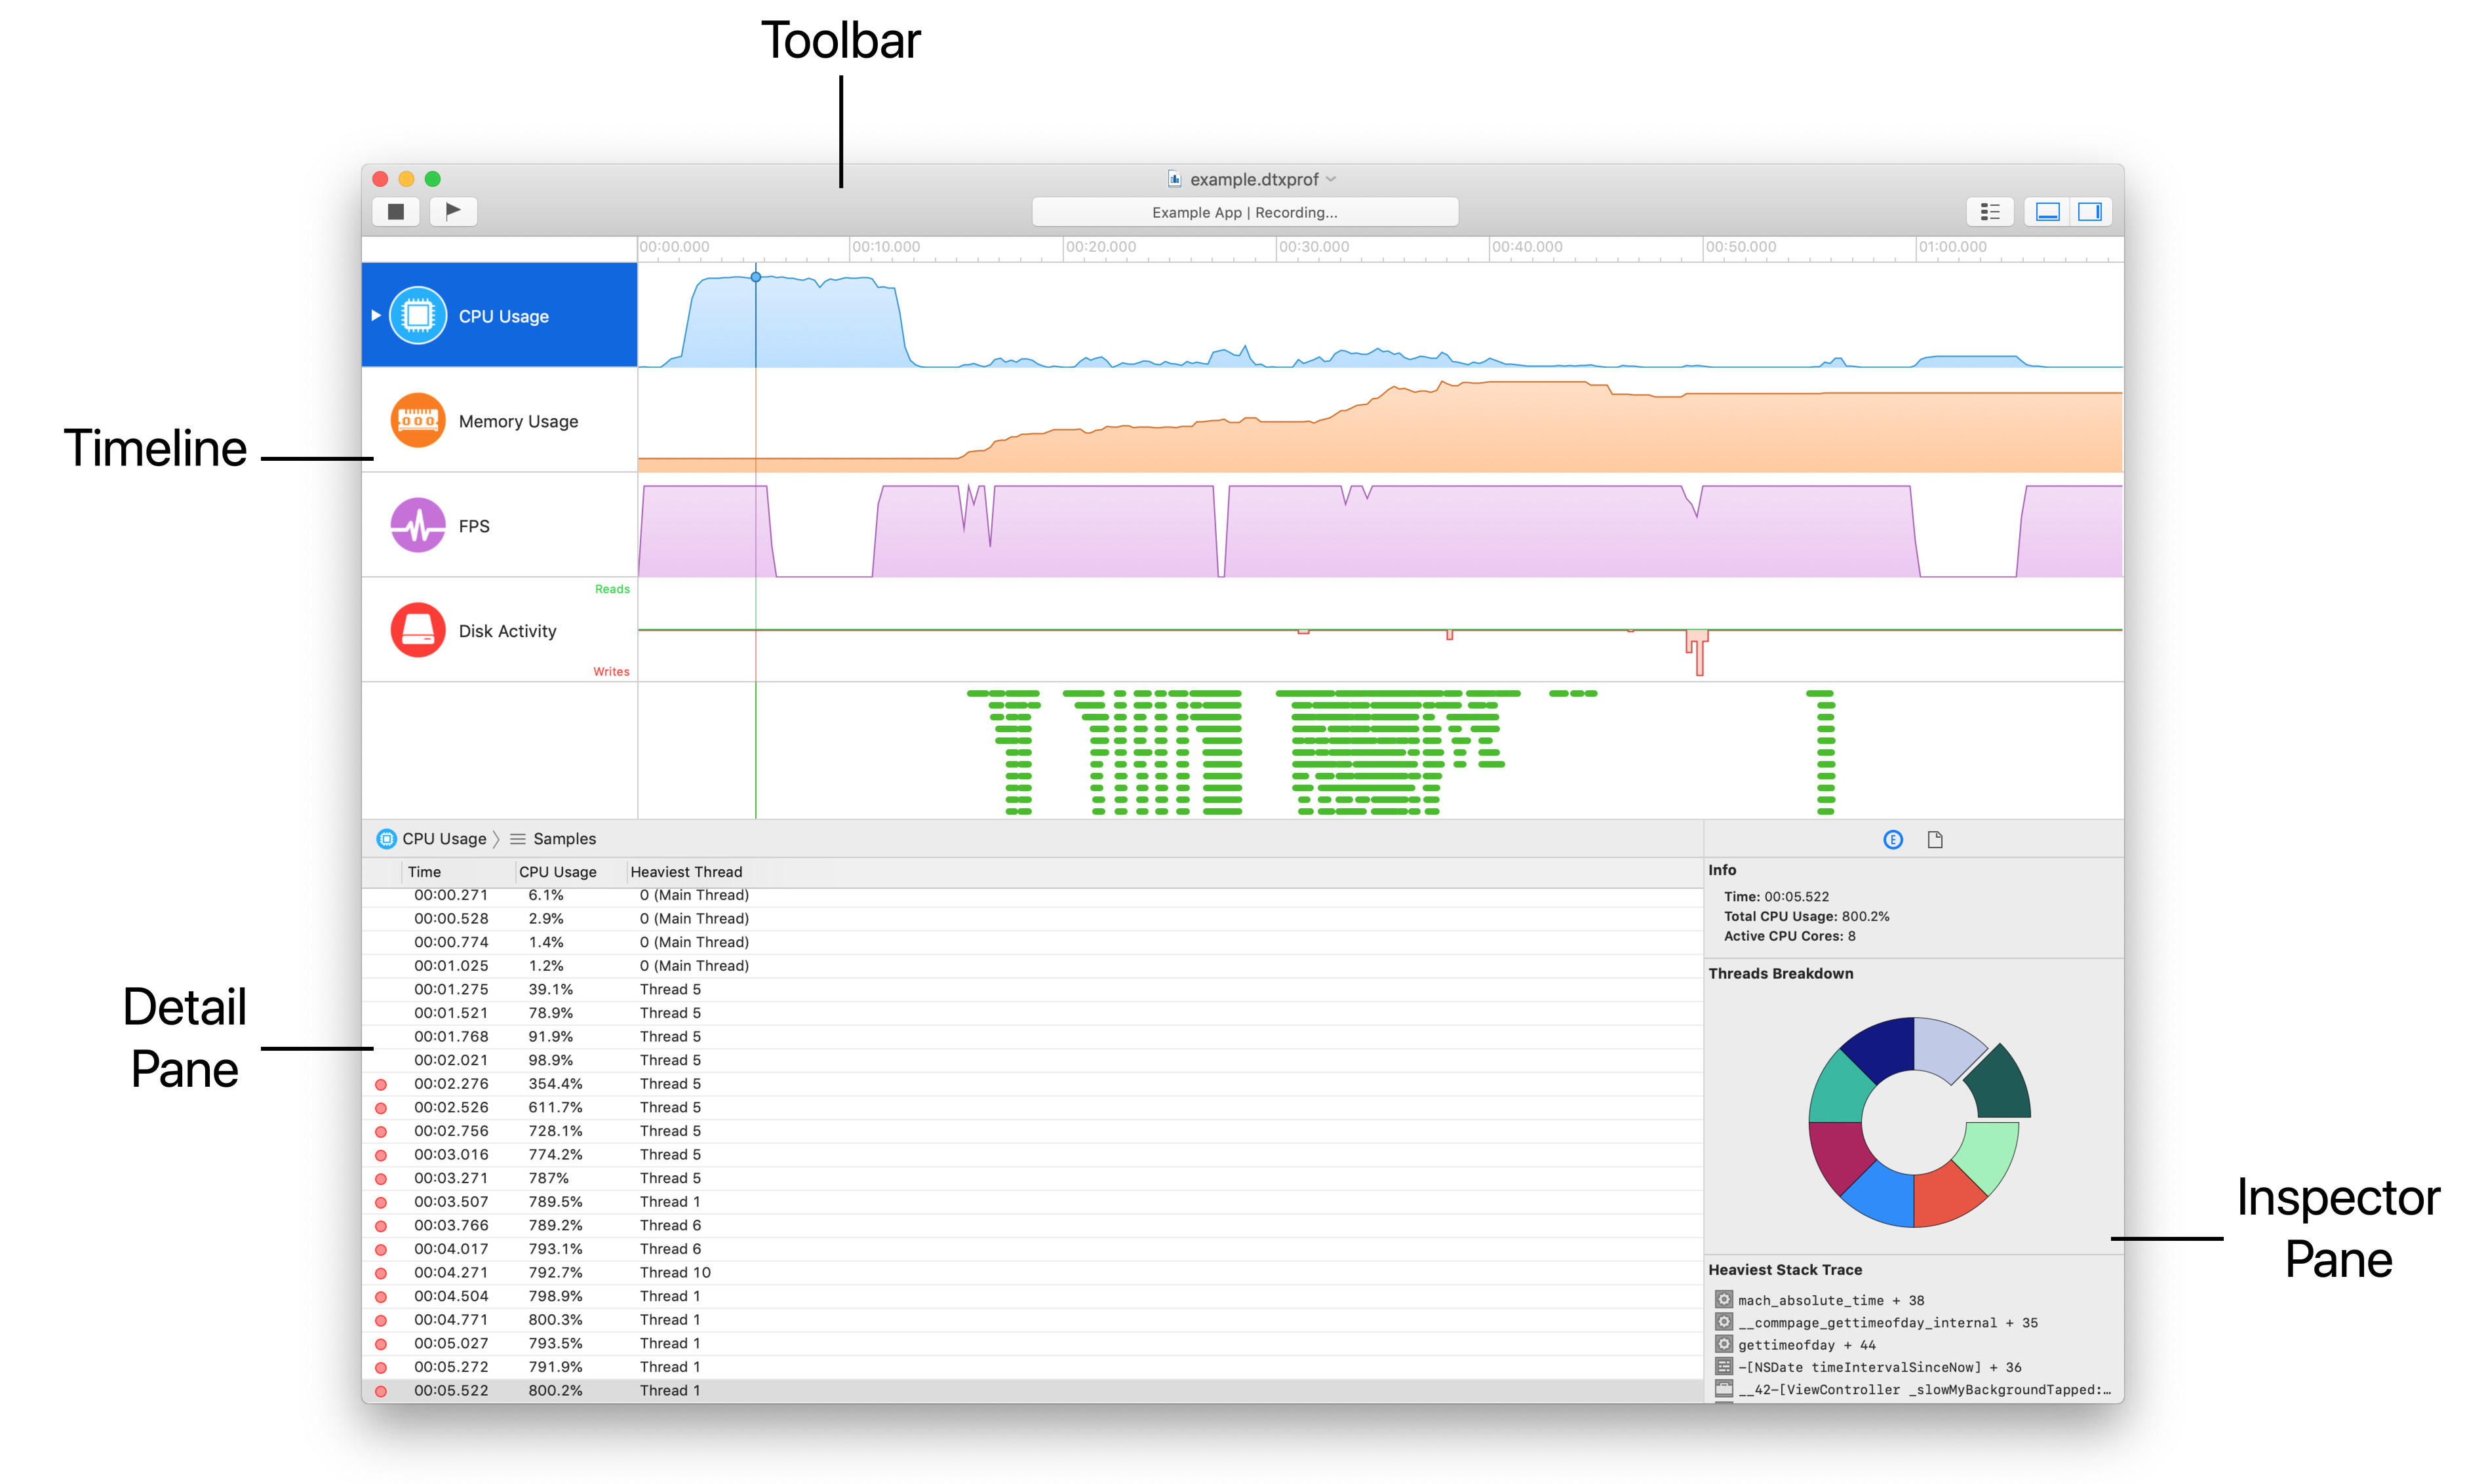 Toolbar
example.dtxprof
Example App | Recording...
00:00.000 00:10.000 00:20.000 00:30.000 00:40.000 00:50.000 01:00.000
CPU Usage
Memory Usage
Timeline
FPS
Reads
Disk Activity
Writes
CPU Usage Samples
Time CPU Usage Heaviest Thread
00:00.271 6.1% 0 (Main Thread)
00:00.528 2.9% 0 (Main Thread)
00:00.774 1.4% 0 (Main Thread)
00:01.025 1.2% 0 (Main Thread)
00:01.275 39.1% Thread 5
00:01.521 78.9% Thread 5
00:01.768 91.9% Thread 5
00:02.021 98.9% Thread 5
00:02.276 354.4% Thread 5
00:02.526 611.7% Thread 5
00:02.756 728.1% Thread 5
00:03.016 774.2% Thread 5
00:03.271 787% Thread 5
00:03.507 789.5% Thread 1
00:03.766 789.2% Thread 6
00:04.017 793.1% Thread 6
00:04.271 792.7% Thread 10
00:04.504 798.9% Thread 1
00:04.771 800.3% Thread 1
00:05.027 793.5% Thread 1
00:05.272 791.9% Thread 1
00:05.522 800.2% Thread 1
Detail
Pane
E
Info
Time: 00:05.522
Total CPU Usage: 800.2%
Active CPU Cores: 8
Threads Breakdown
Heaviest Stack Trace
mach_absolute_time + 38
__commpage_gettimeofday_internal + 35
gettimeofday + 44
-[NSDate timeIntervalSinceNow] + 36
__42-[ViewController _slowMyBackgroundTapped:…
Inspector
Pane